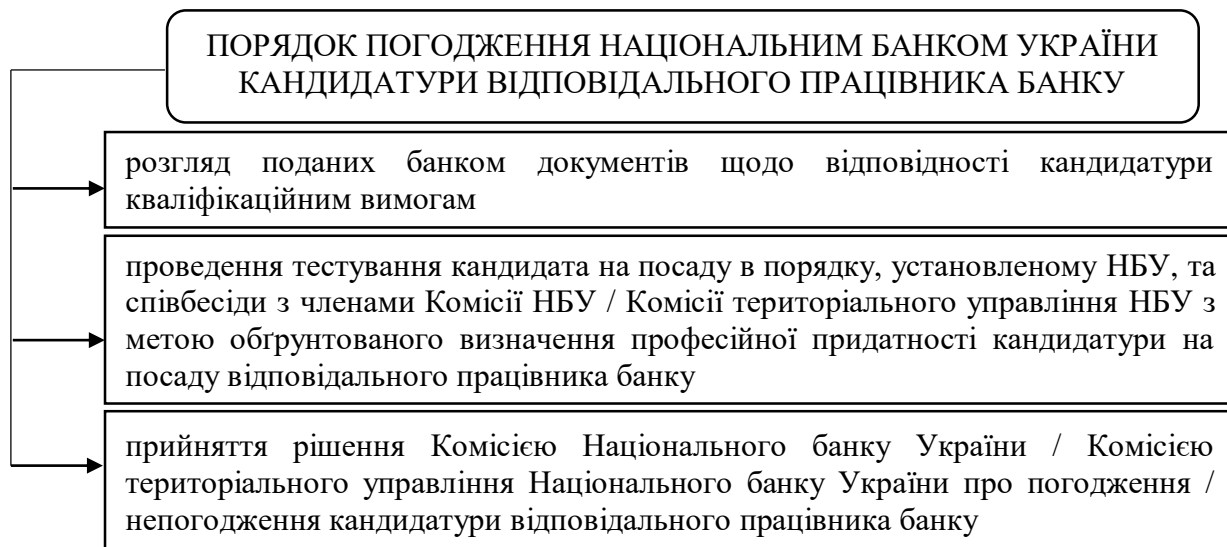 ПОРЯДОК ПОГОДЖЕННЯ НАЦІОНАЛЬНИМ БАНКОМ УКРАЇНИ
КАНДИДАТУРИ ВІДПОВІДАЛЬНОГО ПРАЦІВНИКА БАНКУ
розгляд поданих банком документів щодо відповідності кандидатури
кваліфікаційним вимогам
проведення тестування кандидата на посаду в порядку, установленому НБУ, та
співбесіди з членами Комісії НБУ / Комісії територіального управління НБУ з
метою обґрунтованого визначення професійної придатності кандидатури на
посаду відповідального працівника банку
прийняття рішення Комісією Національного банку України / Комісією
територіального управління Національного банку України про погодження /
непогодження кандидатури відповідального працівника банку